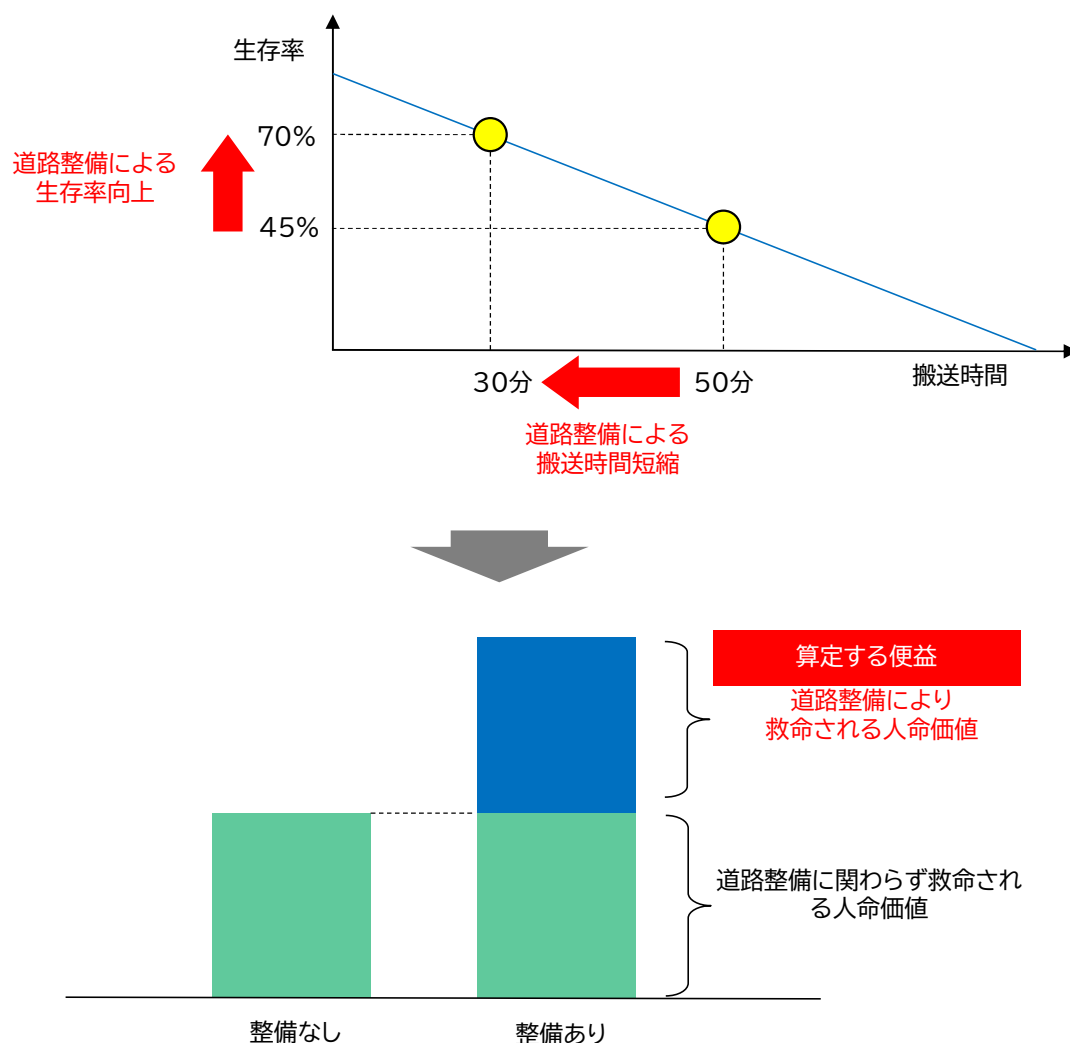 生存率
70%
道路整備による
生存率向上
45%
30分
50分
搬送時間
道路整備による
搬送時間短縮
算定する便益
道路整備により
救命される人命価値
道路整備に関わらず救命され
る人命価値
整備なし
整備あり